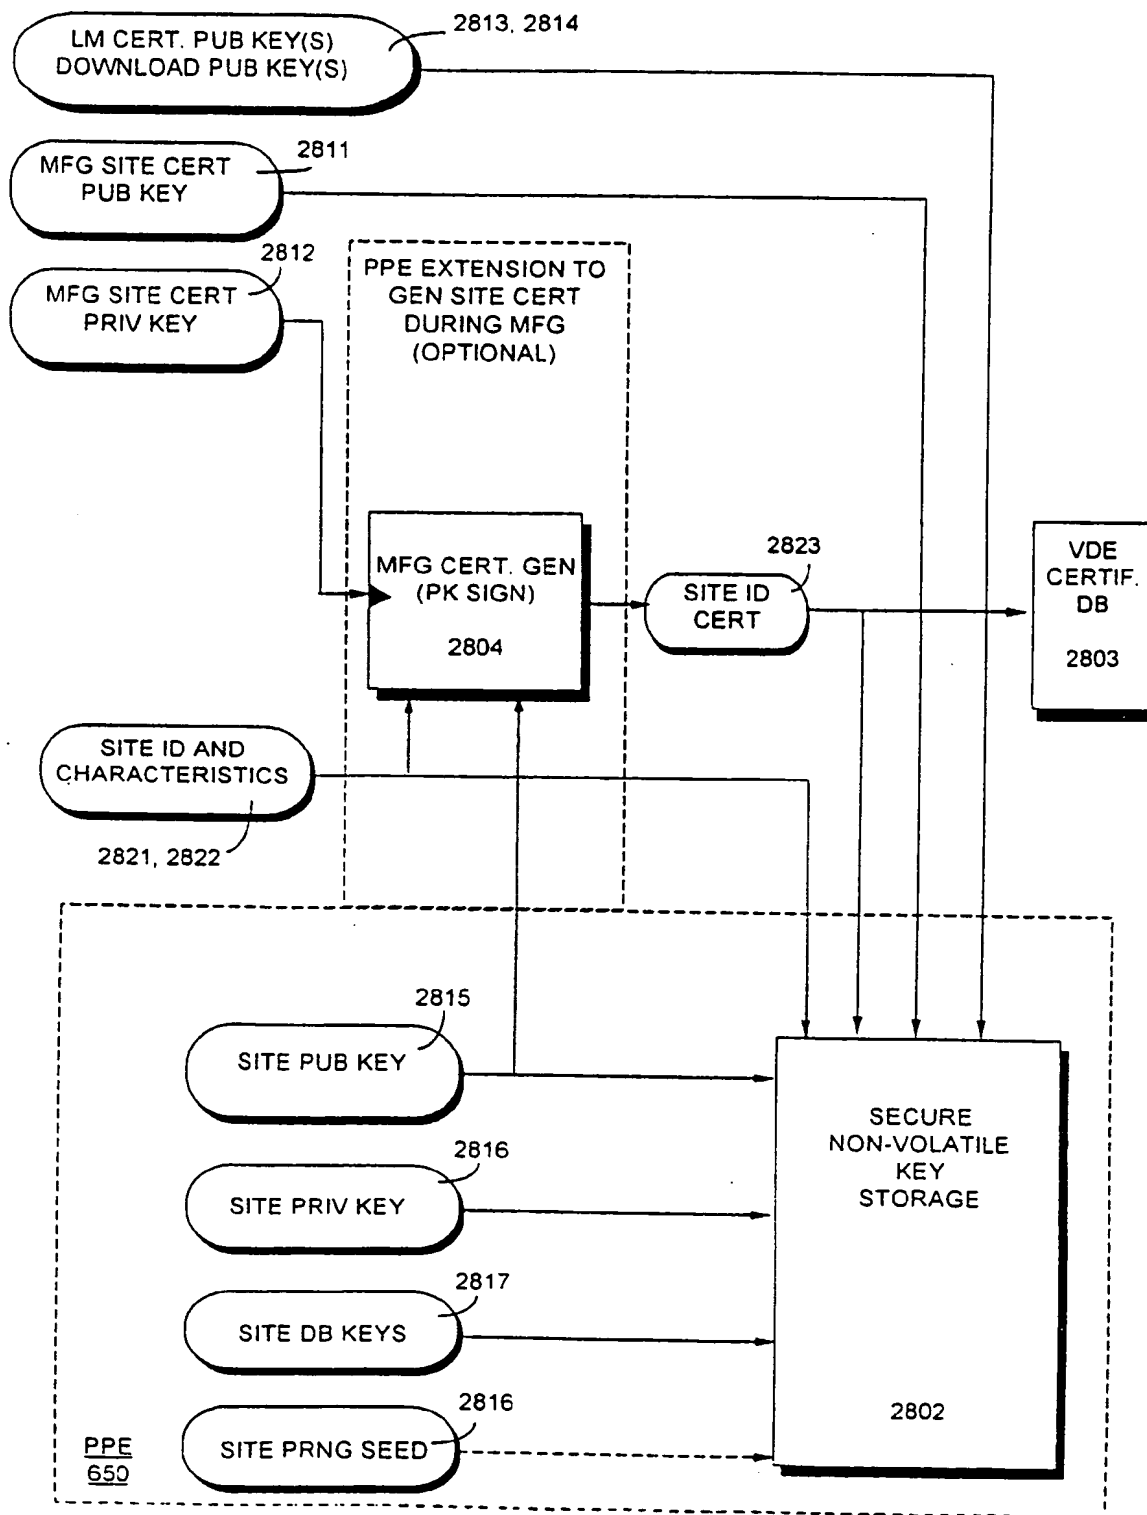 2813, 2814
LM CERT. PUB KEY(S)
DOWNLOAD PUB KEY(S)
2811
MFG SITE CERT
PUB KEY
2812
MFG SITE CERT
PRIV KEY
PPE EXTENSION TO
GEN SITE CERT
DURING MFG
(OPTIONAL)
MFG CERT. GEN
(PK SIGN)
2804
2823
SITE ID
CERT
VDE
CERTIF.
DB
2803
SITE ID AND
CHARACTERISTICS
2821, 2822
2815
SITE PUB KEY
2816
SITE PRIV KEY
2817
SITE DB KEYS
2816
SITE PRNG SEED
SECURE
NON-VOLATILE
KEY
STORAGE
2802
PPE
650